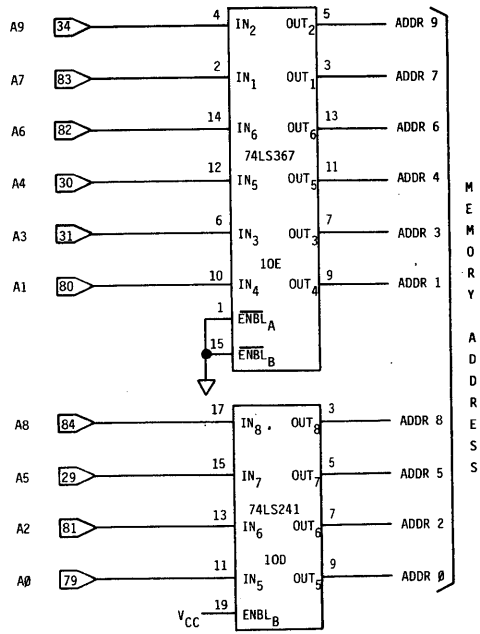 4 5
A9 34 IN2 OUT2 ADDR 9
2 3
A7 83 IN1 OUT1 ADDR 7
14 13
A6 82 IN6 OUT6 ADDR 6
74LS367
12 11
A4 30 IN5 OUT5 ADDR 4
6 7
A3 31 IN3 OUT3 ADDR 3
10E
10 9
A1 80 IN4 OUT4 ADDR 1
1
ENBLA
15
ENBLB
17 3
A8 84 IN8 OUT8 ADDR 8
15 5
A5 29 IN7 OUT7 ADDR 5
74LS241
13 7
A2 81 IN6 OUT6 ADDR 2
10D
11 9
AØ 79 IN5 OUT5 ADDR Ø
19
VCC ENBLB
MEMORY ADDRESS